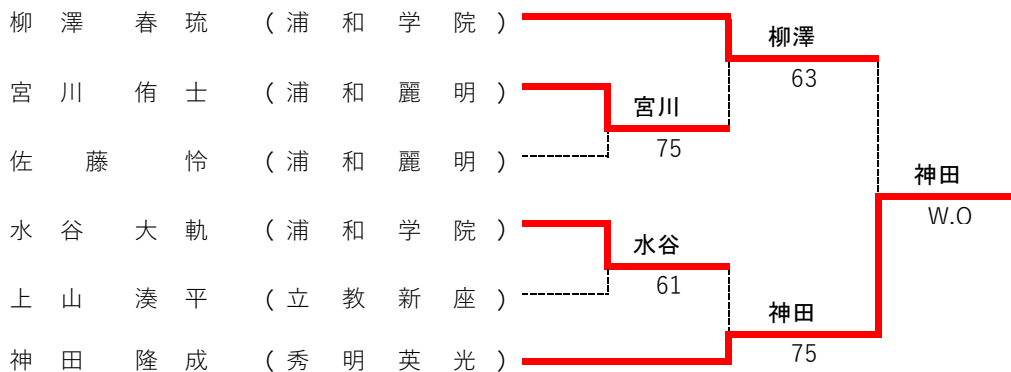 柳澤 春琉 (浦和学院)
柳澤
63
宮川 侑士 (浦和麗明)
宮川
75
佐藤 怜 (浦和麗明)
神田
W.O
水谷 大軌 (浦和学院)
水谷
61
上山 湊平 (立教新座)
神田
75
神田 隆成 (秀明英光)